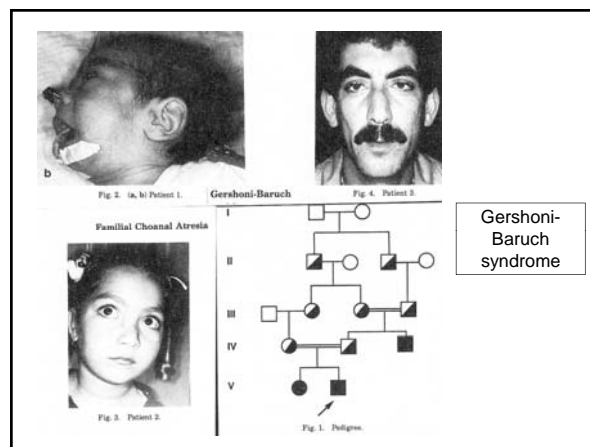 b
Fig. 2. (a, b) Patient 1.
Gershoni-Baruch
Fig. 4. Patient 3.
Familial Choanal Atresia
Fig. 3. Patient 2.
I
II
III
IV
V
Fig. 1. Pedigree.
Gershoni-
Baruch
syndrome